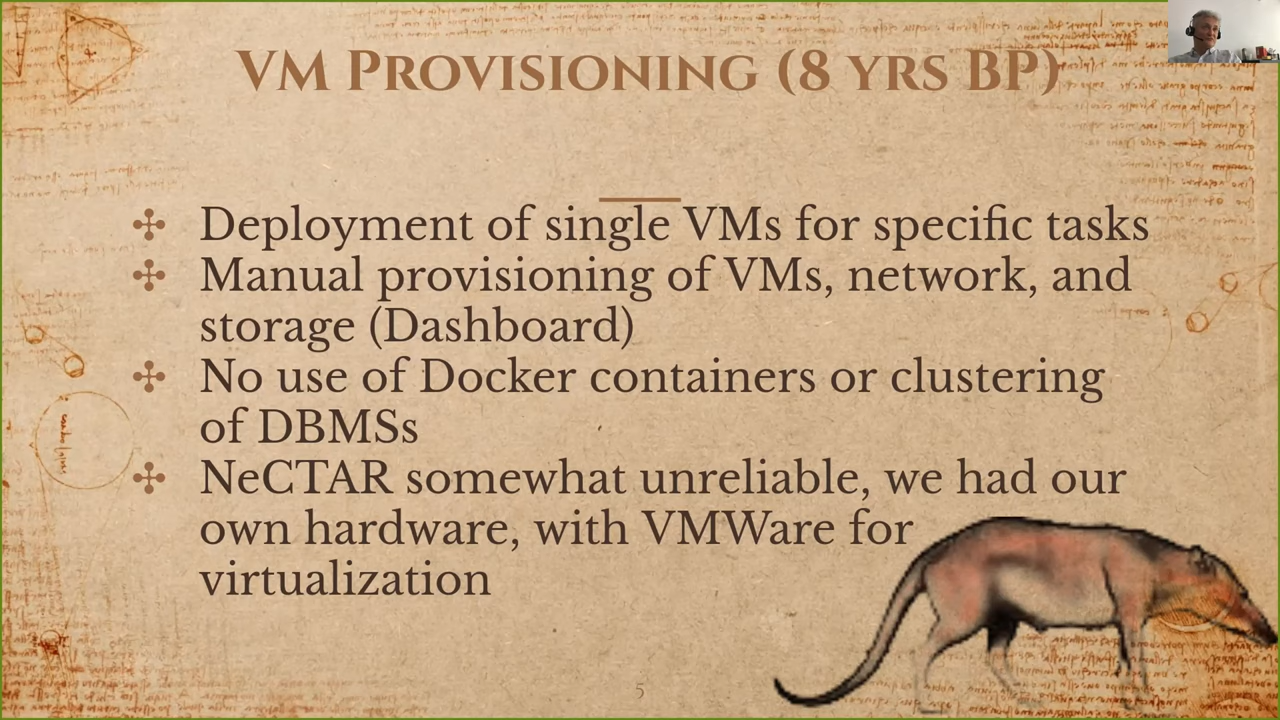 VM Provisioning (8 yrs BP)
Deployment of single VMs for specific tasks
Manual provisioning of VMs, network, and
storage (Dashboard)
No use of Docker containers or clustering
of DBMSs
NeCTAR somewhat unreliable, we had our
own hardware, with VMWare for
virtualization
5